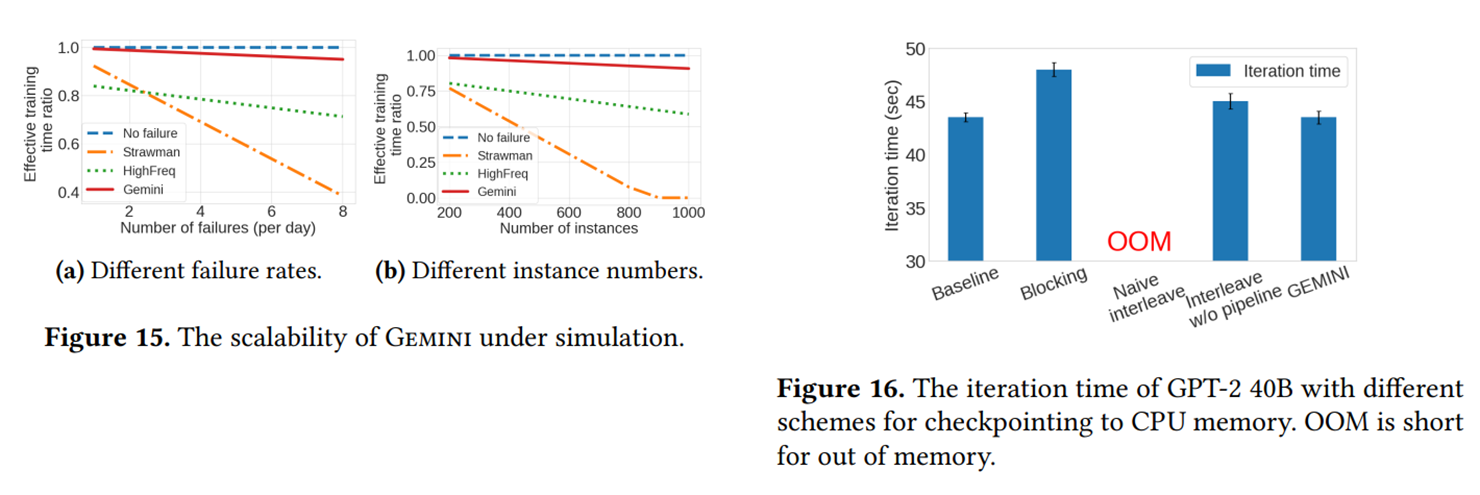 Effective training
time ratio
1.0
0.8
0.6
0.4
No failure
Strawman
HighFreq
Gemini
2 4 6 8
Number of failures (per day)
(a) Different failure rates.
Effective training
time ratio
1.00
0.75
0.50
0.25
0.00
No failure
Strawman
HighFreq
Gemini
200 400 600 800 1000
Number of instances
(b) Different instance numbers.
Figure 15. The scalability of GEMINI under simulation.
Iteration time (sec)
50
45
40
35
30
Iteration time
OOM
Baseline
Blocking
Naive
interleave
Interleave
w/o pipeline
GEMINI
Figure 16. The iteration time of GPT-2 40B with different
schemes for checkpointing to CPU memory. OOM is short
for out of memory.